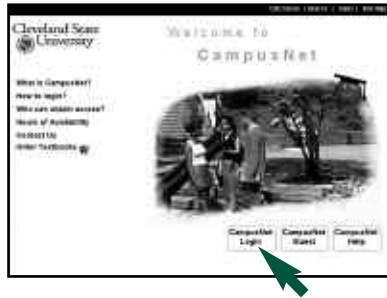 Cleveland State
University
Welcome to
CampusNet
What is CampusNet?
How to login?
Who can obtain access?
Hours of Availability
Contact Us
Order Textbooks
CampusNet
Login
CampusNet
Guest
CampusNet
Help